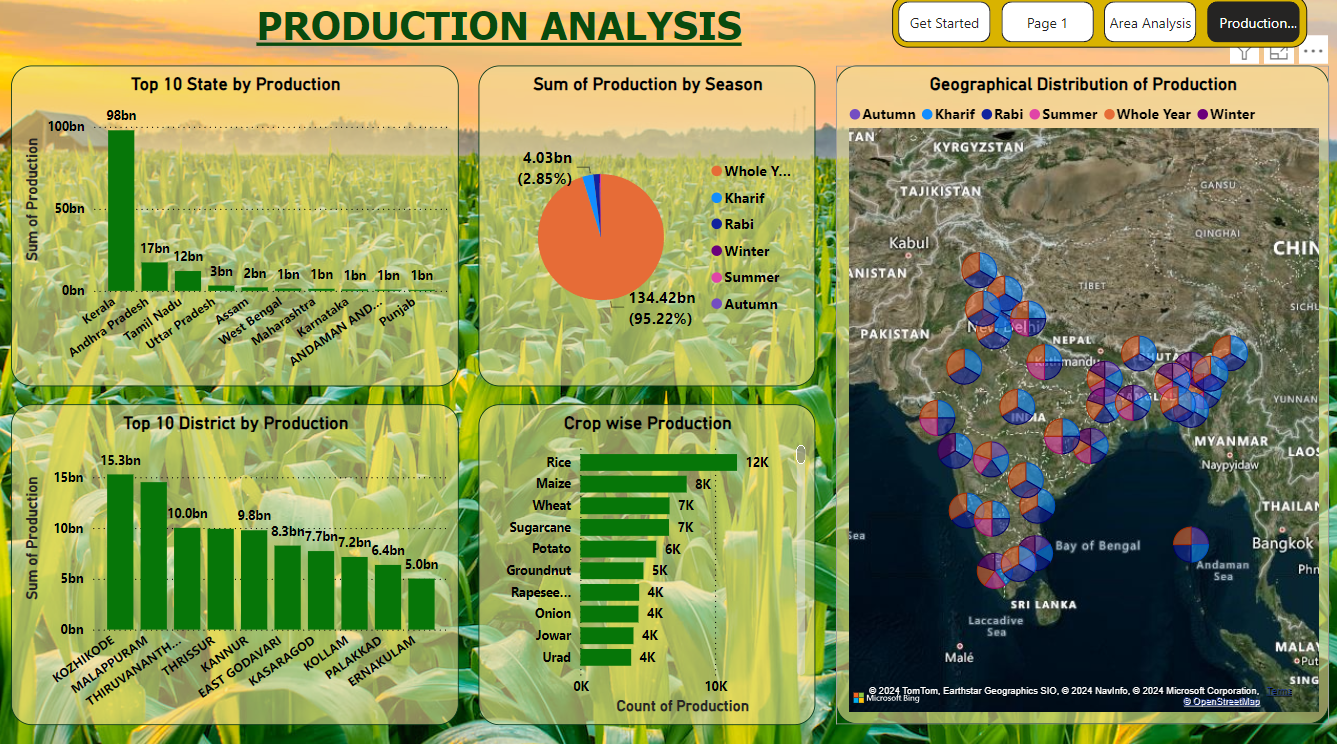 PRODUCTION ANALYSIS
Get Started
Page 1
Area Analysis
Production...
Top 10 State by Production
Sum of Production
100bn
50bn
0bn
98bn
17bn
12bn
3bn
2bn
1bn
1bn
1bn
1bn
1bn
Kerala
Andhra Pradesh
Tamil Nadu
Uttar Pradesh
Assam
West Bengal
Maharashtra
Karnataka
ANDAMAN AND...
Punjab
Sum of Production by Season
4.03bn
(2.85%)
134.42bn
(95.22%)
Whole Y...
Kharif
Rabi
Winter
Summer
Autumn
Geographical Distribution of Production
Autumn Kharif Rabi Summer Whole Year Winter
TAN
KYRGYZSTAN
TAJIKISTAN
GANSU
QINGHAI
Kabul
CHIN
ANISTAN
TIBET
SICHU
PAKISTAN
New Delhi
NEPAL
Kathmandu
BHUTAN
BANGLADE
YUNNAN
INDIA
MYANMAR
LAOS
Naypyidaw
THAILAN
Bangkok
Sea
Bay of Bengal
Andaman
Sea
Phn
SRI LANKA
Laccadive
Sea
Malé
MALAY
Put
SING
© 2024 TomTom, Earthstar Geographics SIO, © 2024 NavInfo, © 2024 Microsoft Corporation, Terms
Microsoft Bing
© OpenStreetMap
Top 10 District by Production
Sum of Production
15bn
10bn
5bn
0bn
15.3bn
10.0bn
9.8bn
8.3bn
7.7bn
7.2bn
6.4bn
5.0bn
KOZHIKODE
MALAPPURAM
THIRUVANANTH...
THRISSUR
KANNUR
EAST GODAVARI
KASARAGOD
KOLLAM
PALAKKAD
ERNAKULAM
Crop wise Production
Rice 12K
Maize 8K
Wheat 7K
Sugarcane 7K
Potato 6K
Groundnut 5K
Rapesee... 4K
Onion 4K
Jowar 4K
Urad 4K
0K 10K
Count of Production